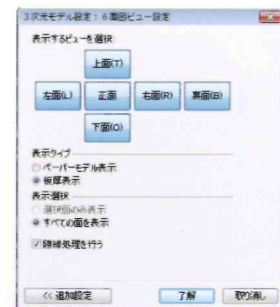 3次元モデル設定：6面図ビュー設定
表示するビューを選択
上面(T)
左面(L) 正面 右面(R) 裏面(B)
下面(O)
表示タイプ
ペーパーモデル表示
板厚表示
表示選択
選択面のみ表示
すべての面を表示
陰線処理を行う
<< 追加設定 了解 取り消し